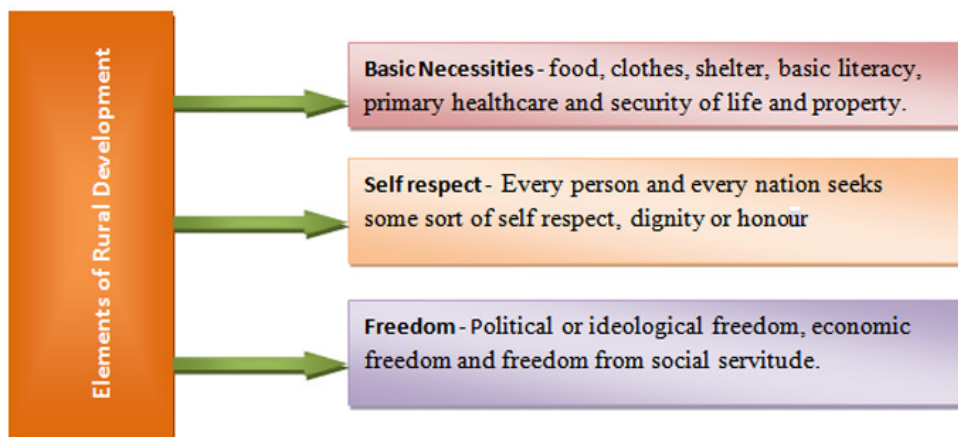 Elements of Rural Development
Basic Necessities - food, clothes, shelter, basic literacy,
primary healthcare and security of life and property.
Self respect - Every person and every nation seeks
some sort of self respect, dignity or honour
Freedom - Political or ideological freedom, economic
freedom and freedom from social servitude.